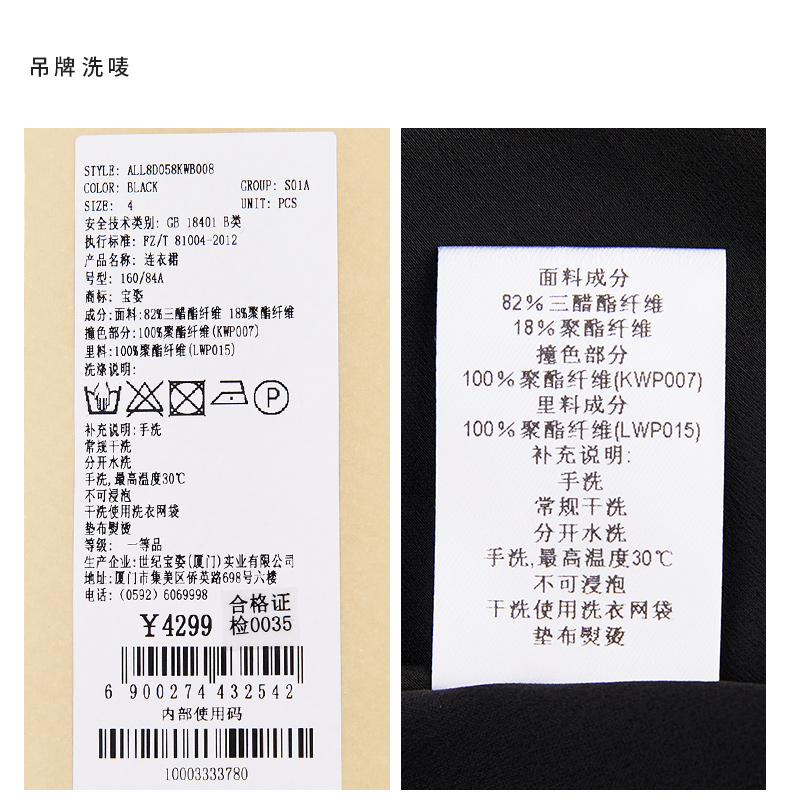 吊牌洗唛
STYLE: ALL8D058KWB008
COLOR: BLACK GROUP: S01A
SIZE: 4 UNIT: PCS
安全技术类别: GB 18401 B类
执行标准: FZ/T 81004-2012
产品名称: 连衣裙
号型: 160/84A
商标: 宝姿
成分:面料:82%三醋酯纤维 18%聚酯纤维
撞色部分:100%聚酯纤维(KWP007)
里料:100%聚酯纤维(LWP015)
洗涤说明:
P
补充说明:手洗
常规干洗
分开水洗
手洗,最高温度30℃
不可浸泡
干洗使用洗衣网袋
垫布熨烫
等级: 一等品
生产企业:世纪宝姿(厦门)实业有限公司
地址:厦门市集美区侨英路698号六楼
电话: (0592) 6069998
¥4299
合格证
检0035
6 900274 432542
内部使用码
10003333780
面料成分
82%三醋酯纤维
18%聚酯纤维
撞色部分
100%聚酯纤维(KWP007)
里料成分
100%聚酯纤维(LWP015)
补充说明:
手洗
常规干洗
分开水洗
手洗,最高温度30℃
不可浸泡
干洗使用洗衣网袋
垫布熨烫